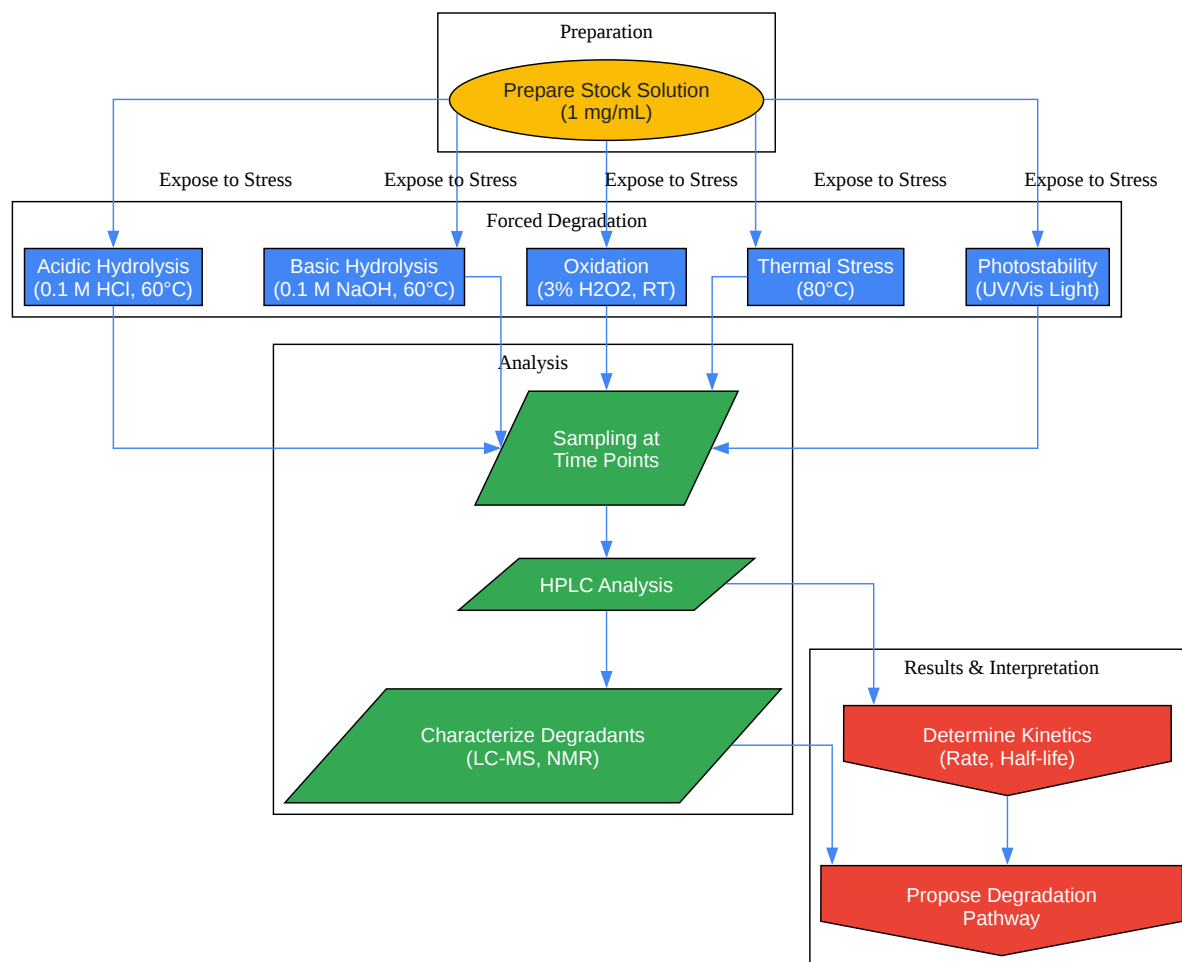 Preparation
Prepare Stock Solution
(1 mg/mL)
Expose to Stress
Expose to Stress
Expose to Stress
Expose to Stress
Expose to Stress
Forced Degradation
Acidic Hydrolysis
(0.1 M HCl, 60°C)
Basic Hydrolysis
(0.1 M NaOH, 60°C)
Oxidation
(3% H2O2, RT)
Thermal Stress
(80°C)
Photostability
(UV/Vis Light)
Analysis
Sampling at
Time Points
HPLC Analysis
Characterize Degradants
(LC-MS, NMR)
Results & Interpretation
Determine Kinetics
(Rate, Half-life)
Propose Degradation
Pathway